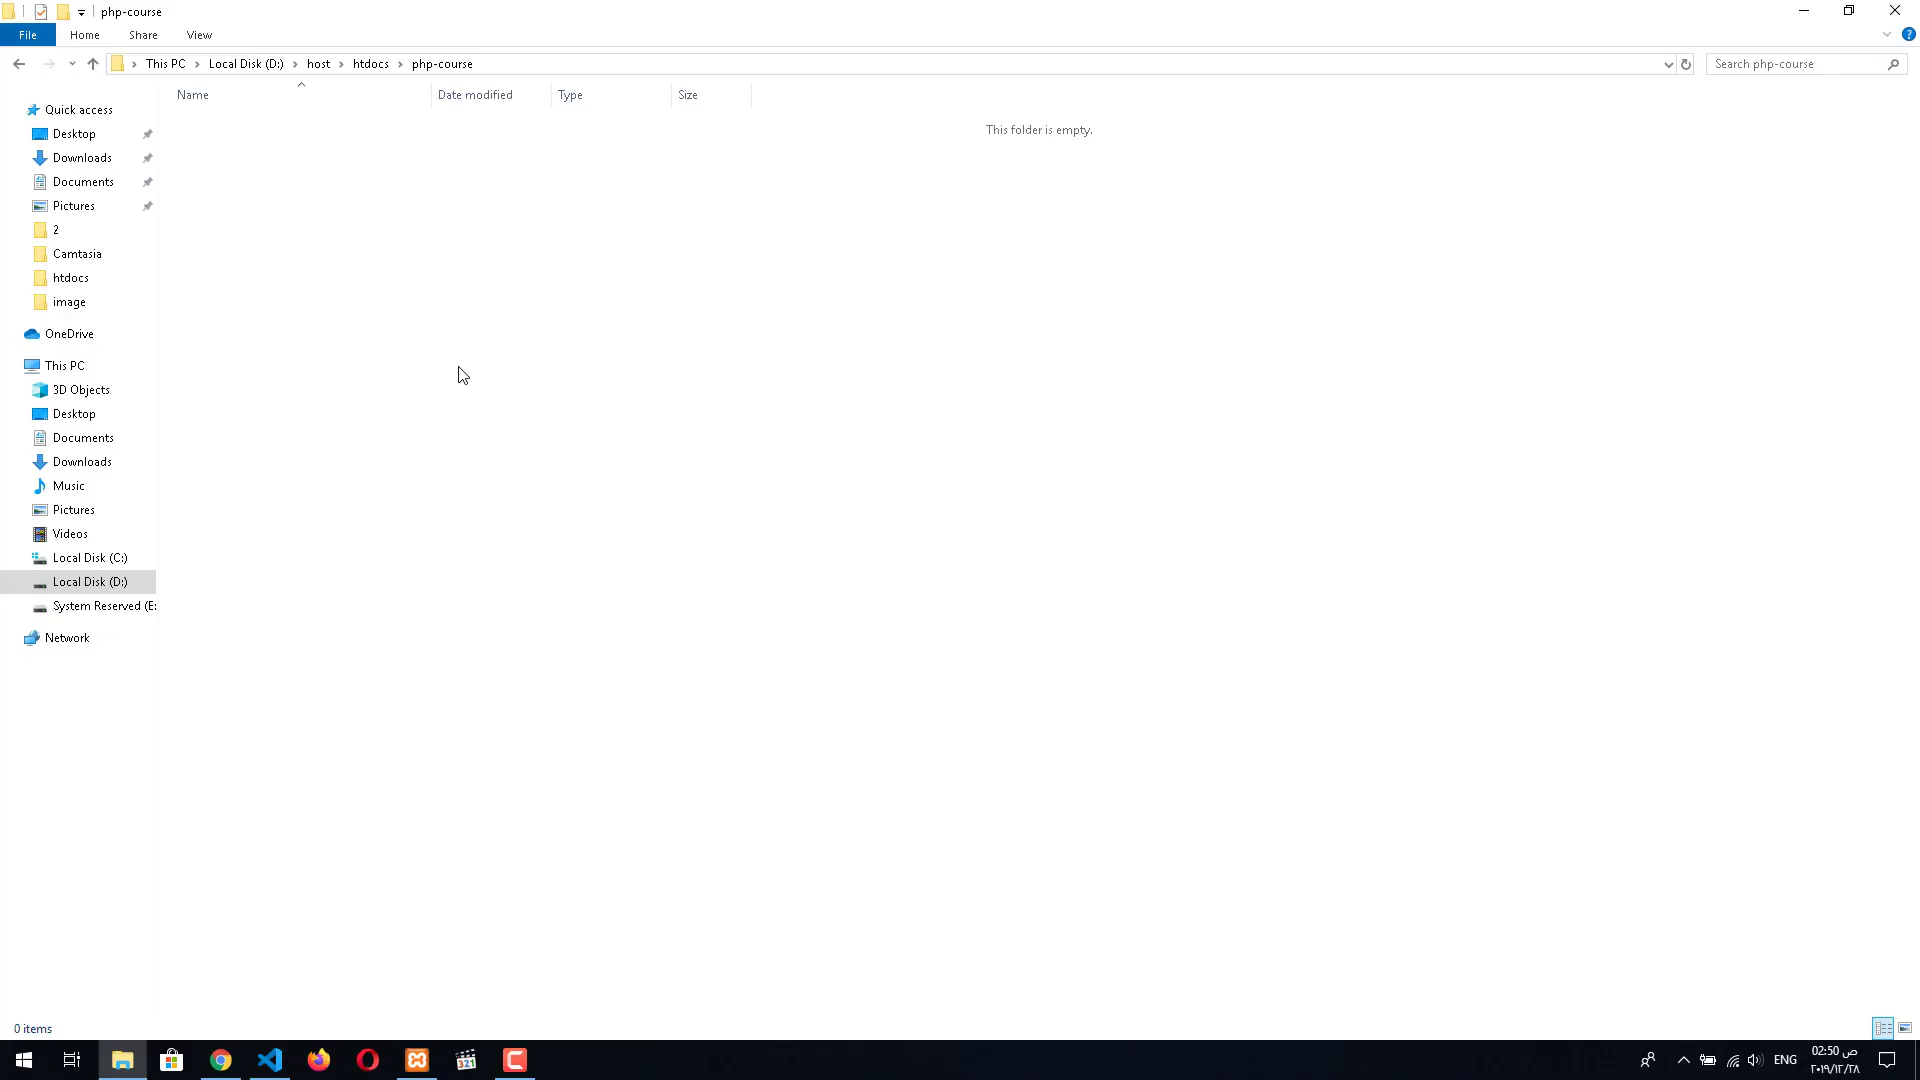 php-course
File Home Share View
This PC Local Disk (D:) host htdocs php-course
Search php-course
Name Date modified Type Size
This folder is empty.
Quick access
Desktop
Downloads
Documents
Pictures
2
Camtasia
htdocs
image
OneDrive
This PC
3D Objects
Desktop
Documents
Downloads
Music
Pictures
Videos
Local Disk (C:)
Local Disk (D:)
System Reserved (E:
Network
0 items
321
ENG
02:50 ص
٢٠١٩/١٢/٢٨